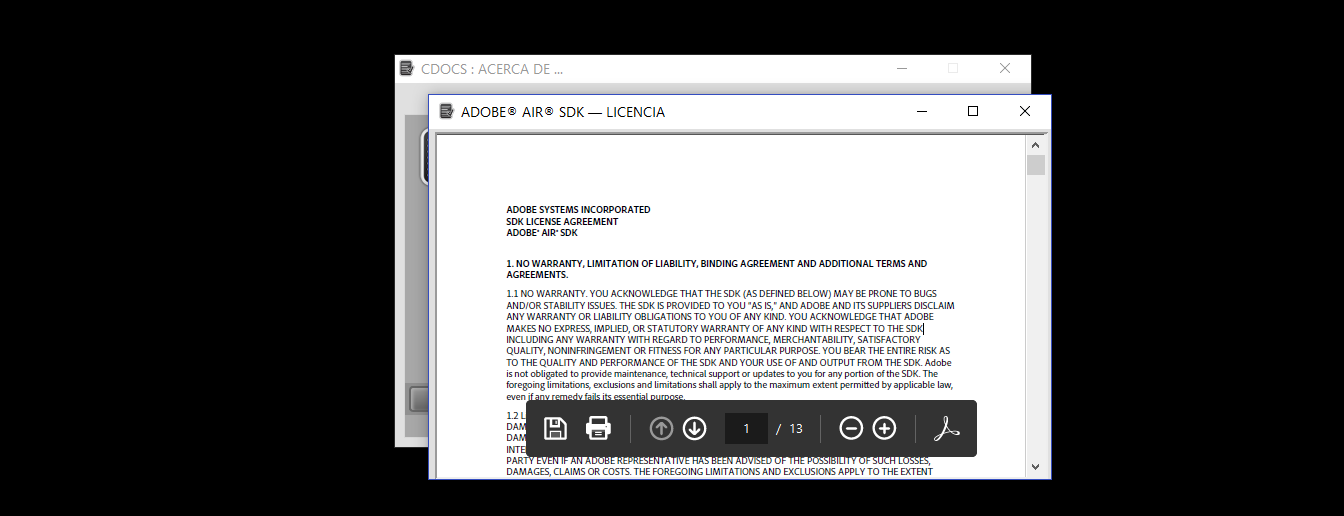 CDOCS : ACERCA DE ...
ADOBE® AIR® SDK — LICENCIA
ADOBE SYSTEMS INCORPORATED
SDK LICENSE AGREEMENT
ADOBE® AIR® SDK
1. NO WARRANTY, LIMITATION OF LIABILITY, BINDING AGREEMENT AND ADDITIONAL TERMS AND
AGREEMENTS.
1.1 NO WARRANTY. YOU ACKNOWLEDGE THAT THE SDK (AS DEFINED BELOW) MAY BE PRONE TO BUGS
AND/OR STABILITY ISSUES. THE SDK IS PROVIDED TO YOU "AS IS," AND ADOBE AND ITS SUPPLIERS DISCLAIM
ANY WARRANTY OR LIABILITY OBLIGATIONS TO YOU OF ANY KIND. YOU ACKNOWLEDGE THAT ADOBE
MAKES NO EXPRESS, IMPLIED, OR STATUTORY WARRANTY OF ANY KIND WITH RESPECT TO THE SDK
INCLUDING ANY WARRANTY WITH REGARD TO PERFORMANCE, MERCHANTABILITY, SATISFACTORY
QUALITY, NONINFRINGEMENT OR FITNESS FOR ANY PARTICULAR PURPOSE. YOU BEAR THE ENTIRE RISK AS
TO THE QUALITY AND PERFORMANCE OF THE SDK AND YOUR USE OF AND OUTPUT FROM THE SDK. Adobe
is not obligated to provide maintenance, technical support or updates to you for any portion of the SDK. The
foregoing limitations, exclusions and limitations shall apply to the maximum extent permitted by applicable law,
even if any remedy fails its essential purpose.
1.2 L
DAM
DAM
INTE
PARTY EVEN IF AN ADOBE REPRESENTATIVE HAS BEEN ADVISED OF THE POSSIBILITY OF SUCH LOSSES,
DAMAGES, CLAIMS OR COSTS. THE FOREGOING LIMITATIONS AND EXCLUSIONS APPLY TO THE EXTENT
1 / 13